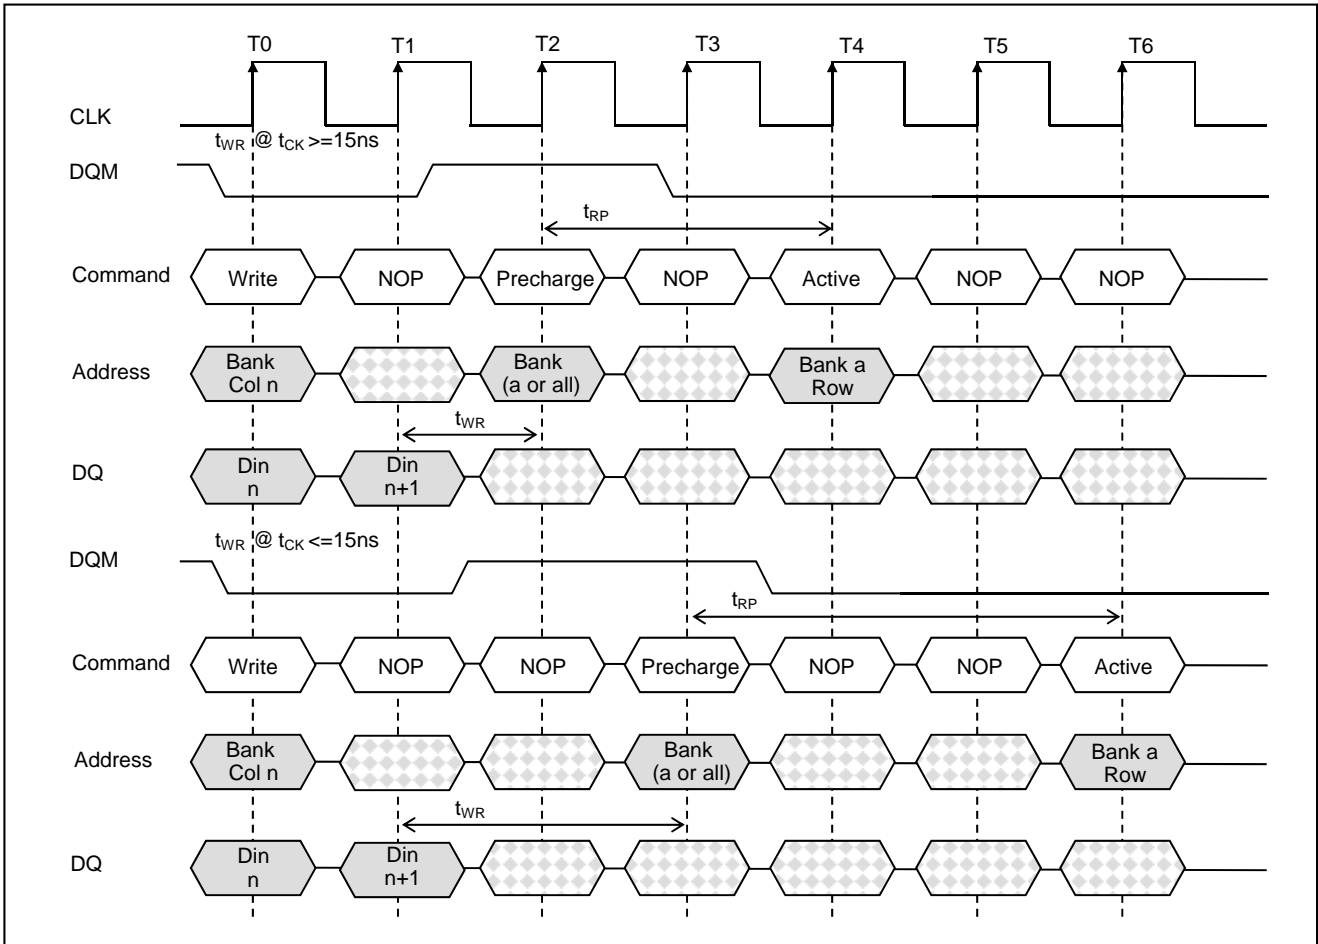 T0 T1 T2 T3 T4 T5 T6
CLK
tWR @ tCK >=15ns
DQM
tRP
Command Write NOP Precharge NOP Active NOP NOP
Address Bank Col n Bank (a or all) Bank a Row
tWR
DQ Din n Din n+1
tWR @ tCK <=15ns
DQM
tRP
Command Write NOP NOP Precharge NOP NOP Active
Address Bank Col n Bank (a or all) Bank a Row
tWR
DQ Din n Din n+1